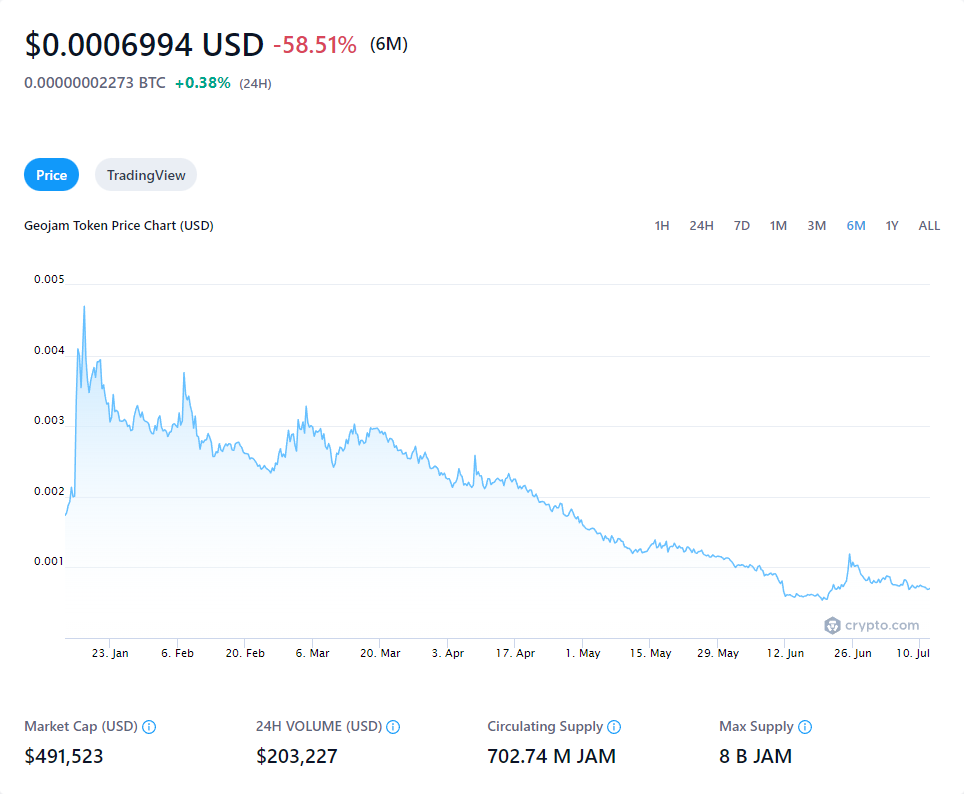 $0.0006994 USD -58.51% (6M)
0.00000002273 BTC +0.38% (24H)
Price TradingView
Geojam Token Price Chart (USD) 1H 24H 7D 1M 3M 6M 1Y ALL
0.005
0.004
0.003
0.002
0.001
crypto.com
23. Jan 6. Feb 20. Feb 6. Mar 20. Mar 3. Apr 17. Apr 1. May 15. May 29. May 12. Jun 26. Jun 10. Jul
Market Cap (USD) 24H VOLUME (USD) Circulating Supply Max Supply
$491,523 $203,227 702.74 M JAM 8 B JAM